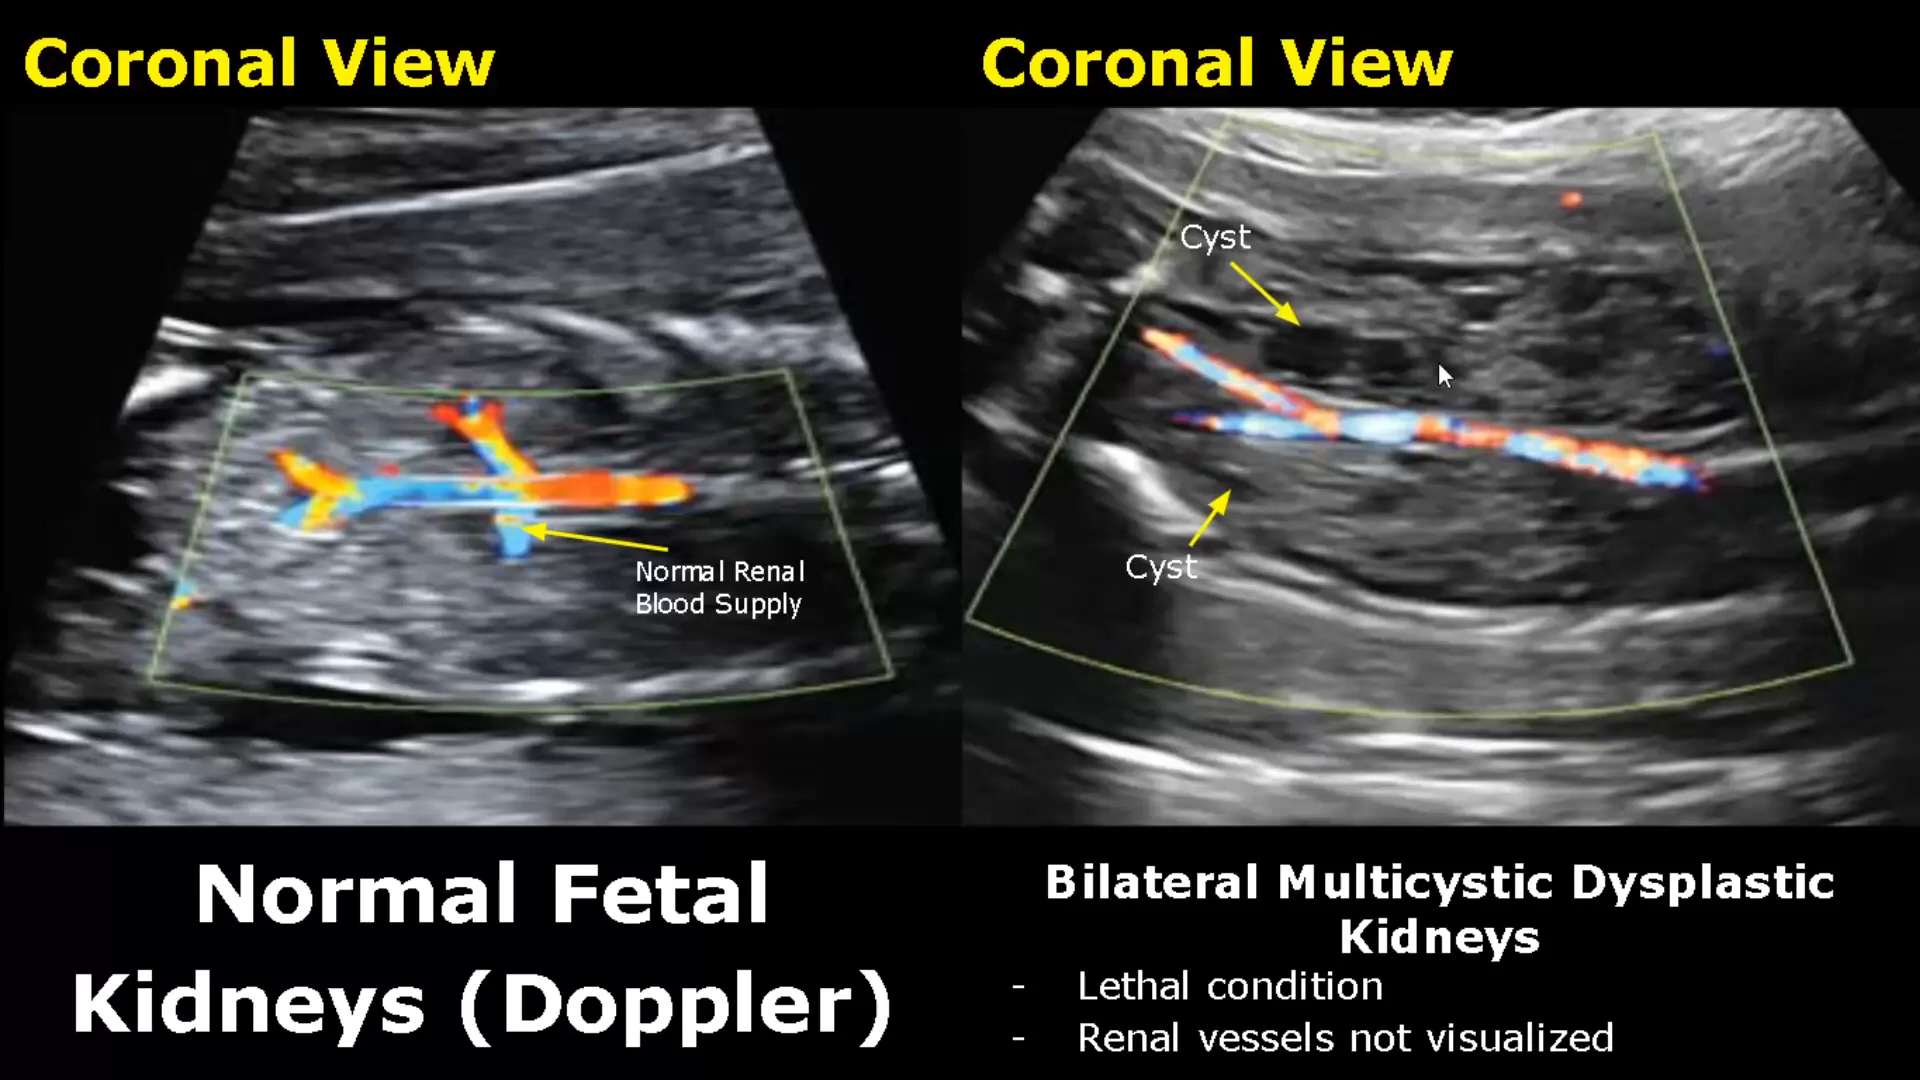 Coronal View
Normal Renal
Blood Supply
Normal Fetal
Kidneys (Doppler)
Coronal View
Cyst
Cyst
Bilateral Multicystic Dysplastic
Kidneys
- Lethal condition
- Renal vessels not visualized